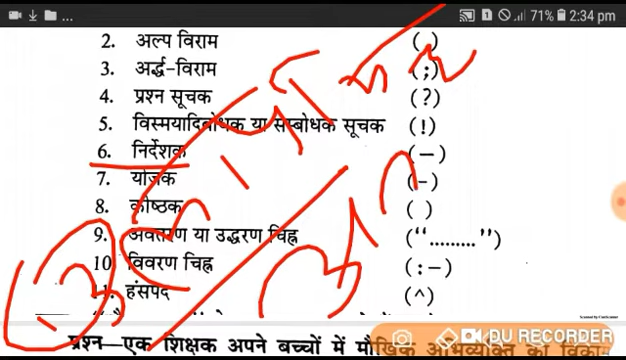 71% 2:34 pm
2. अल्प विराम (,)
3. अर्द्ध-विराम (;)
4. प्रश्न सूचक (?)
5. विस्मयादिबोधक या सम्बोधक सूचक (!)
6. निर्देशक (—)
7. योजक (-)
8. कोष्ठक ( )
9. अवतरण या उद्धरण चिह्न (“.........”)
10. विवरण चिह्न (:-)
11. हंसपद (^)
प्रश्न—एक शिक्षक अपने बच्चों में मौखिक अभिव्यक्ति का
DU RECORDER